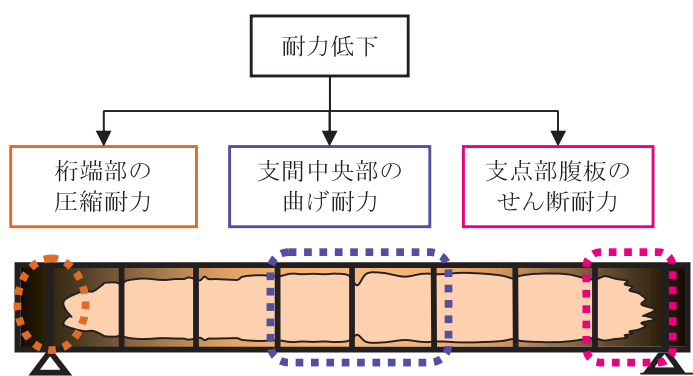 耐力低下
桁端部の
圧縮耐力
支間中央部の
曲げ耐力
支点部腹板の
せん断耐力